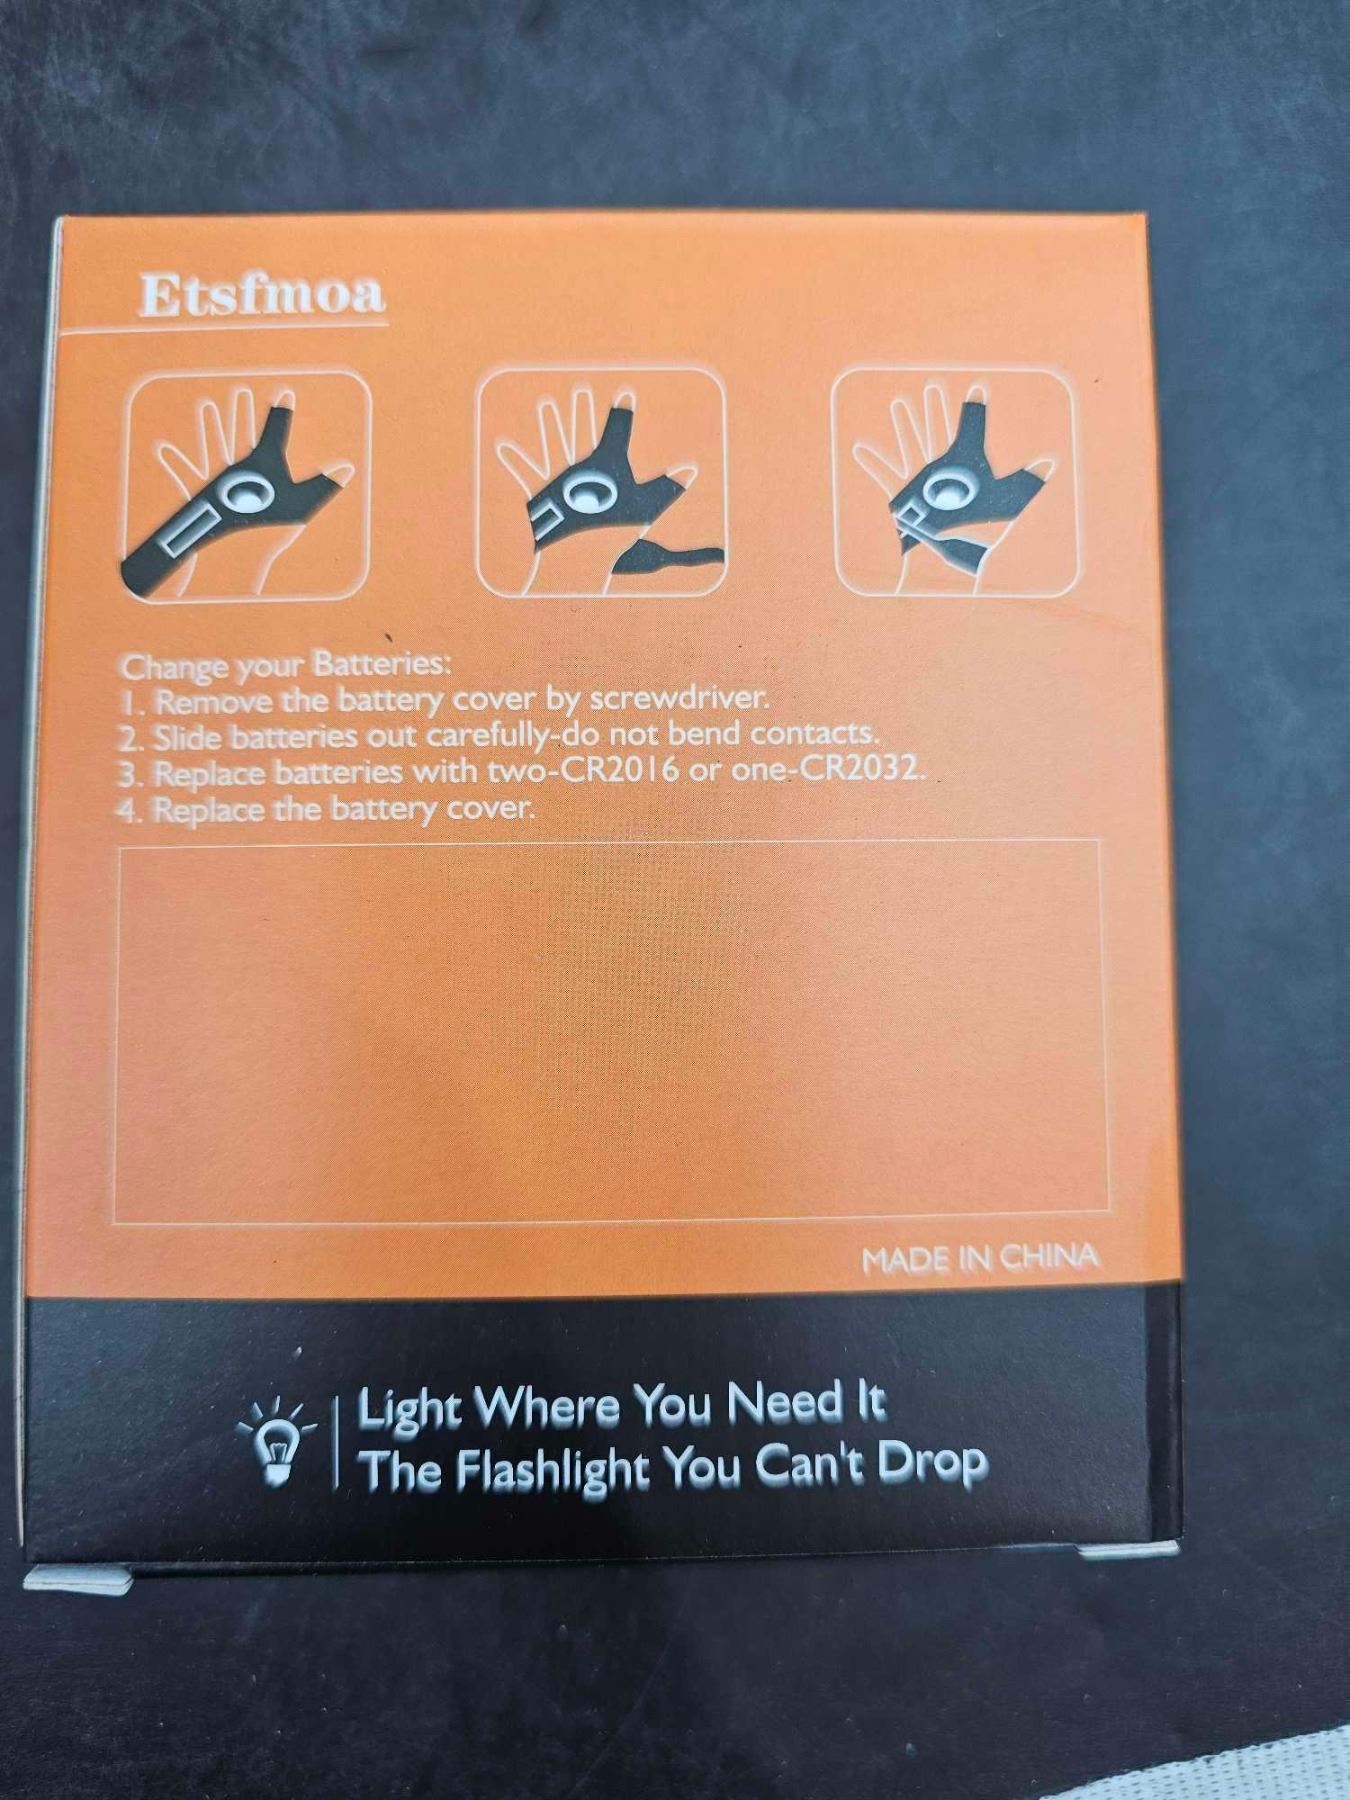 Etsfmoa
Change your Batteries:
1. Remove the battery cover by screwdriver.
2. Slide batteries out carefully-do not bend contacts.
3. Replace batteries with two-CR2016 or one-CR2032.
4. Replace the battery cover.
MADE IN CHINA
Light Where You Need It
The Flashlight You Can't Drop